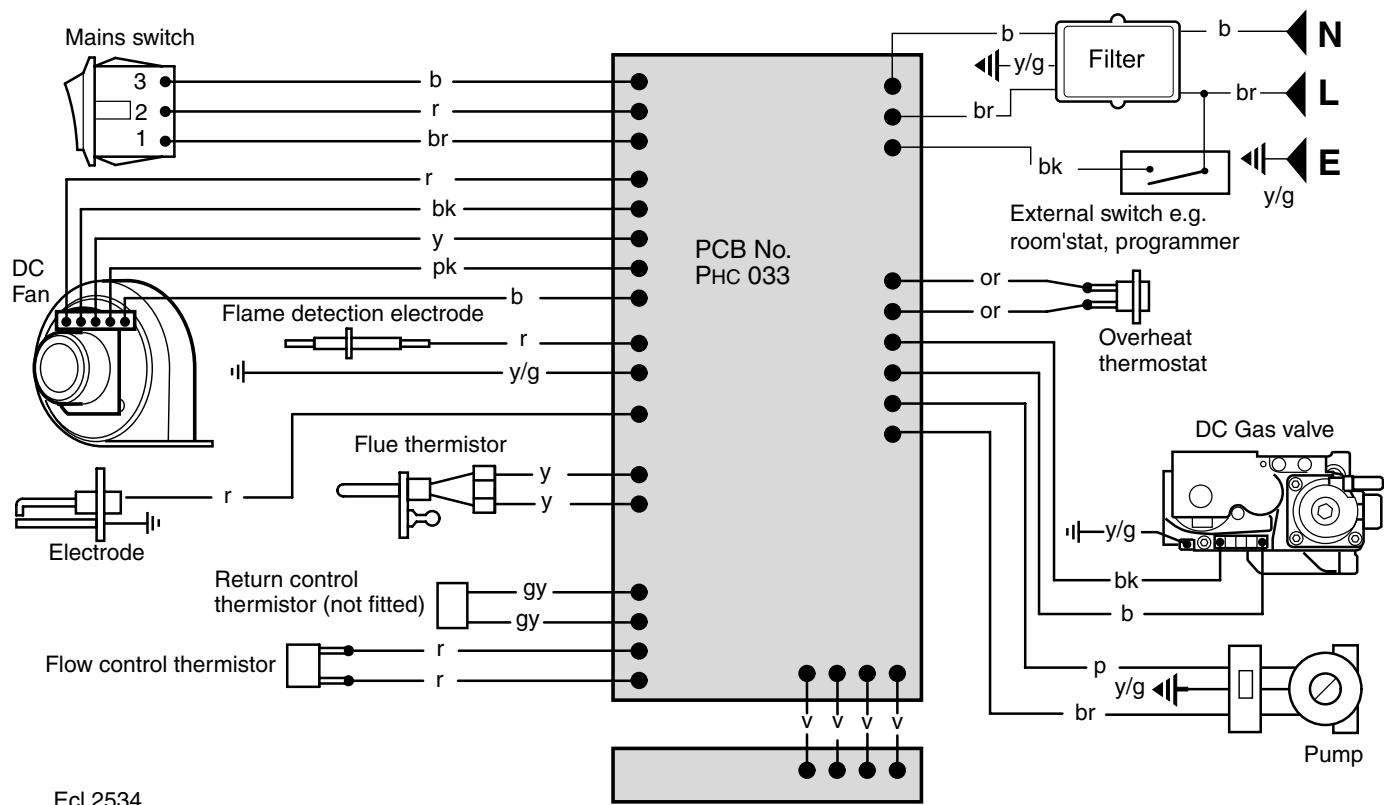 Mains switch
3
2
1
b
r
br
r
bk
y
pk
b
DC
Fan
Flame detection electrode
r
y/g
Flue thermistor
y
y
r
Electrode
Return control
thermistor (not fitted)
gy
gy
Flow control thermistor
r
r
PCB No.
PHC 033
v v v v
b
Filter
b
N
y/g
br
br
L
bk
E
y/g
External switch e.g.
room'stat, programmer
or
or
Overheat
thermostat
DC Gas valve
y/g
bk
b
p
y/g
br
Pump
Ecl 2534